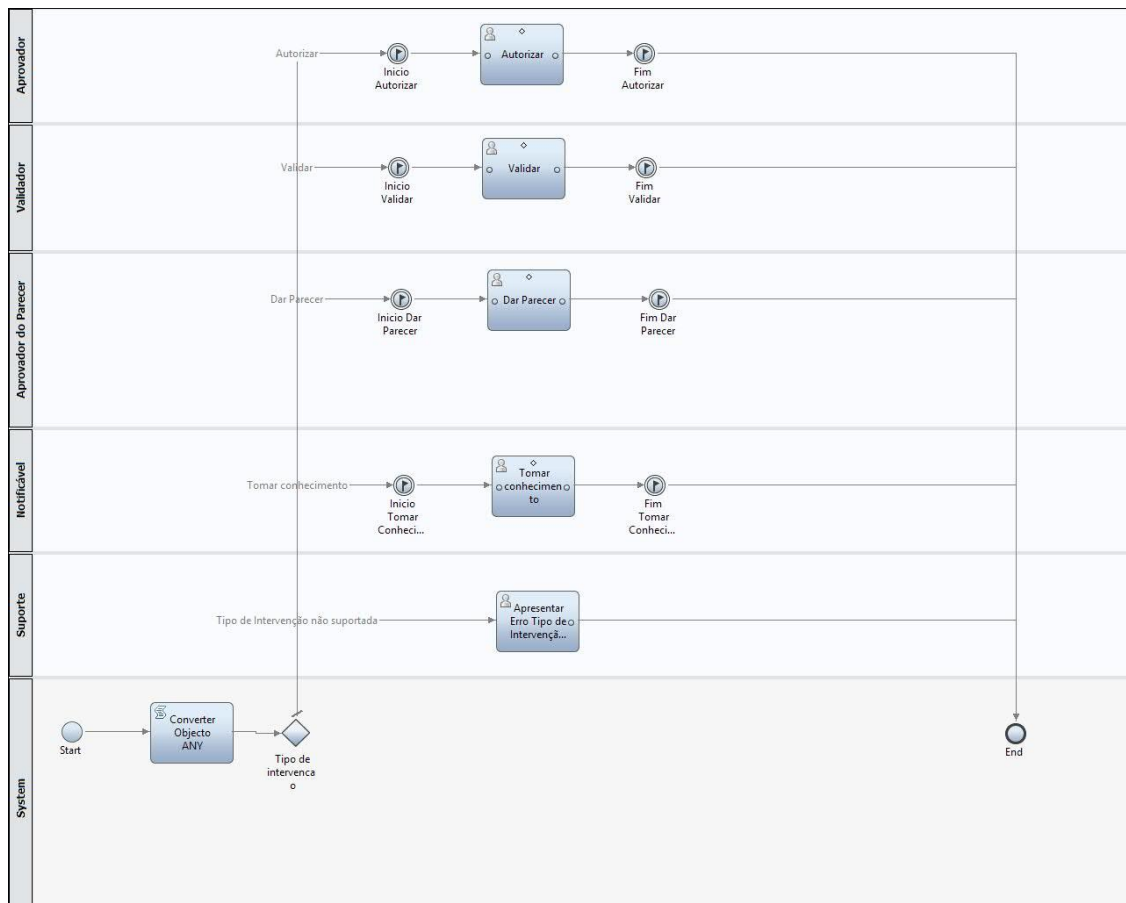 Aprovador
Autorizar
Inicio
Autorizar
Autorizar
Fim
Autorizar
Validador
Validar
Inicio
Validar
Validar
Fim
Validar
Aprovador do Parecer
Dar Parecer
Inicio Dar
Parecer
Dar Parecer
Fim Dar
Parecer
Notificável
Tomar conhecimento
Inicio
Tomar
Conheci...
Tomar
conhecimen
to
Fim
Tomar
Conheci...
Suporte
Tipo de Intervenção não suportada
Apresentar
Erro Tipo de
Intervençã...
System
Start
Converter
Objecto
ANY
Tipo de
intervenca
o
End